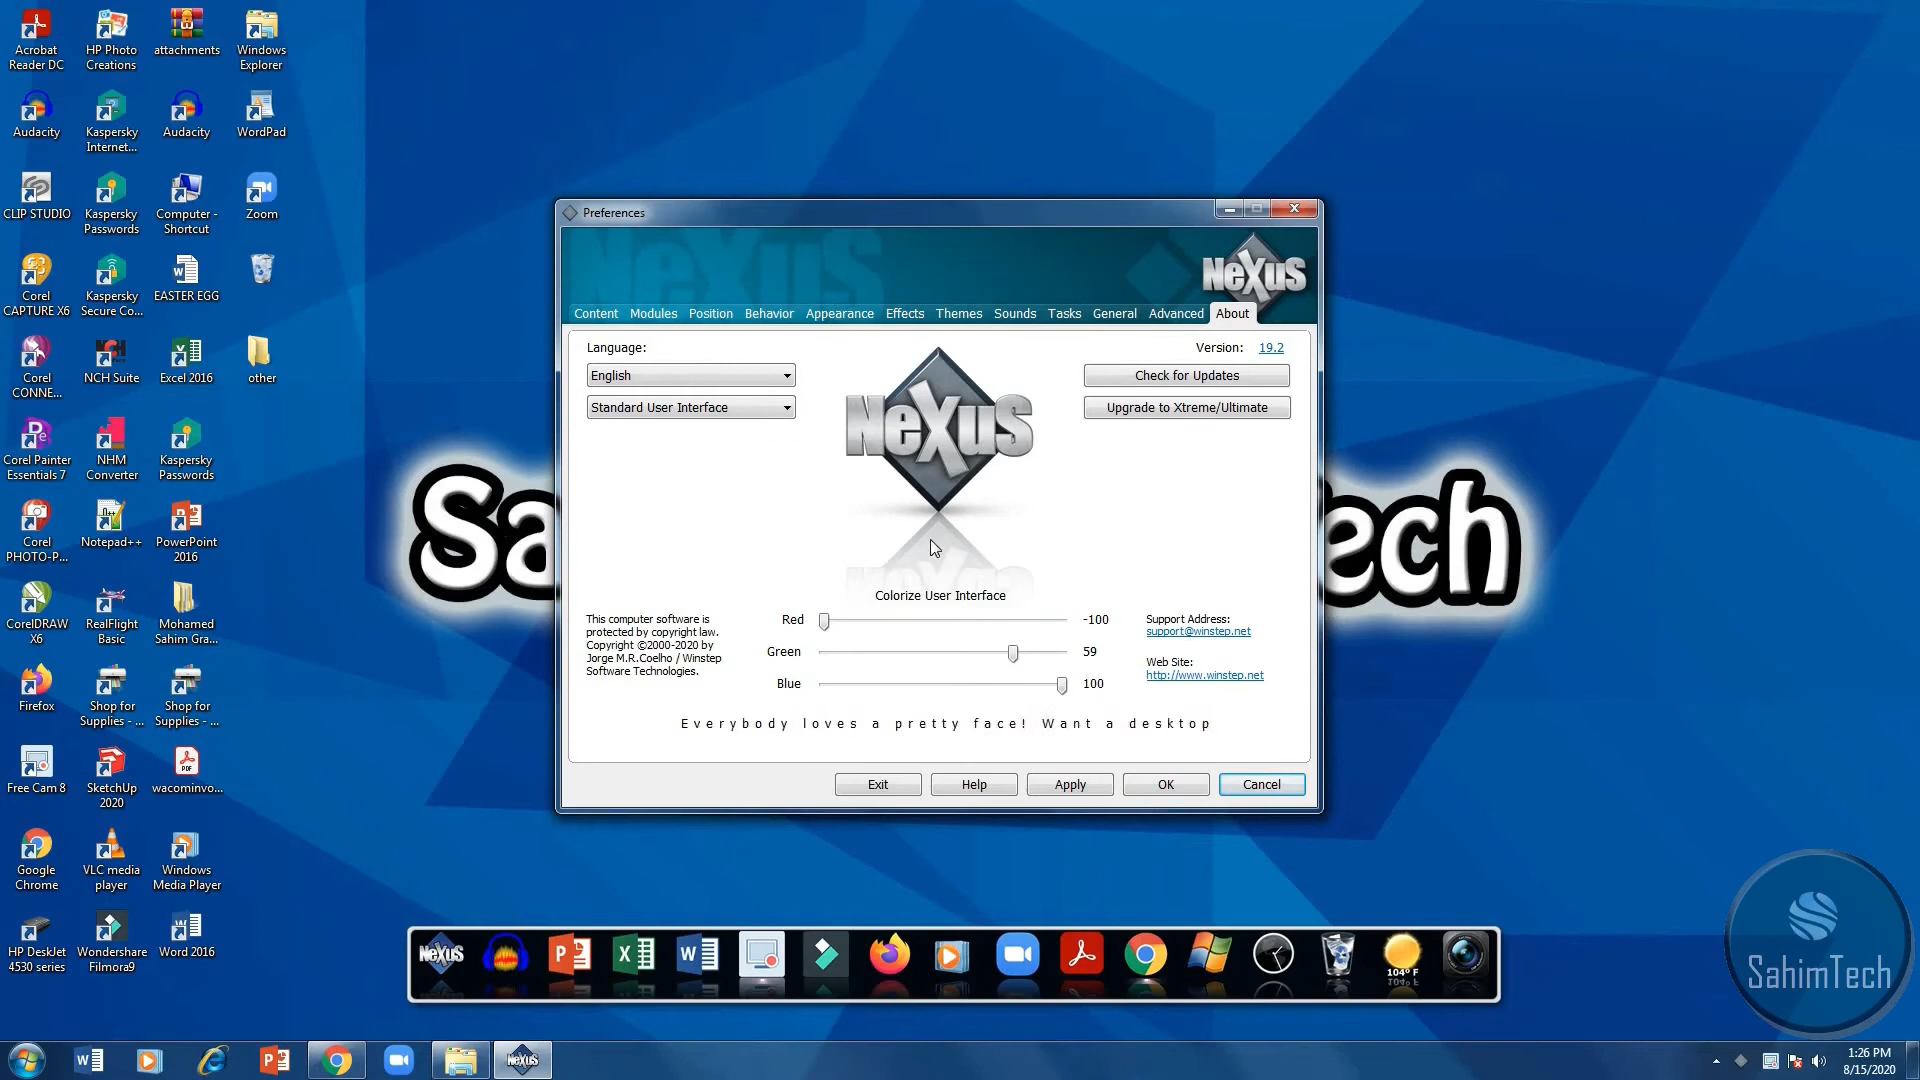 Acrobat
Reader DC
HP Photo
Creations
attachments
Windows
Explorer
Audacity
Kaspersky
Internet...
Audacity
WordPad
CLIP STUDIO
Kaspersky
Passwords
Computer -
Shortcut
Zoom
Corel
CAPTURE X6
Kaspersky
Secure Co...
EASTER EGG
Corel
CONNE...
NCH Suite
Excel 2016
other
Corel Painter
Essentials 7
NHM
Converter
Kaspersky
Passwords
Corel
PHOTO-P...
Notepad++
PowerPoint
2016
CorelDRAW
X6
RealFlight
Basic
Mohamed
Sahim Gra...
Firefox
Shop for
Supplies - ...
Shop for
Supplies - ...
Free Cam 8
SketchUp
2020
wacominvo...
Google
Chrome
VLC media
player
Windows
Media Player
HP DeskJet
4530 series
Wondershare
Filmora9
Word 2016
Sa
ech
Preferences
NeXuS
NeXuS
Content Modules Position Behavior Appearance Effects Themes Sounds Tasks General Advanced About
Language:
English
Standard User Interface
NeXuS
Version: 19.2
Check for Updates
Upgrade to Xtreme/Ultimate
Colorize User Interface
This computer software is
protected by copyright law.
Copyright ©2000-2020 by
Jorge M.R.Coelho / Winstep
Software Technologies.
Red -100
Green 59
Blue 100
Support Address:
support@winstep.net
Web Site:
http://www.winstep.net
Everybody loves a pretty face! Want a desktop
Exit Help Apply OK Cancel
NeXuS
104° F
SahimTech
NeXuS
1:26 PM
8/15/2020